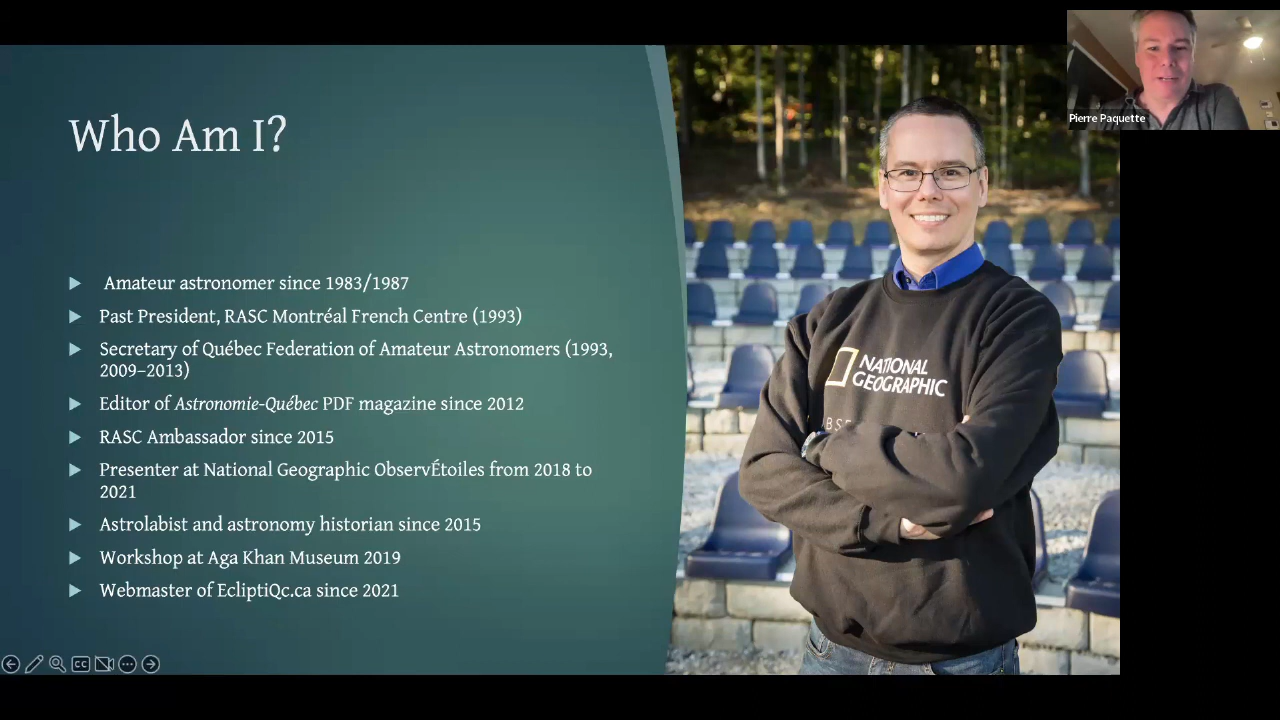 Who Am I?
Amateur astronomer since 1983/1987
Past President, RASC Montréal French Centre (1993)
Secretary of Québec Federation of Amateur Astronomers (1993,
2009–2013)
Editor of Astronomie-Québec PDF magazine since 2012
RASC Ambassador since 2015
Presenter at National Geographic ObservÉtoiles from 2018 to
2021
Astrolabist and astronomy historian since 2015
Workshop at Aga Khan Museum 2019
Webmaster of EcliptiQc.ca since 2021
NATIONAL
GEOGRAPHIC
Pierre Paquette
CC